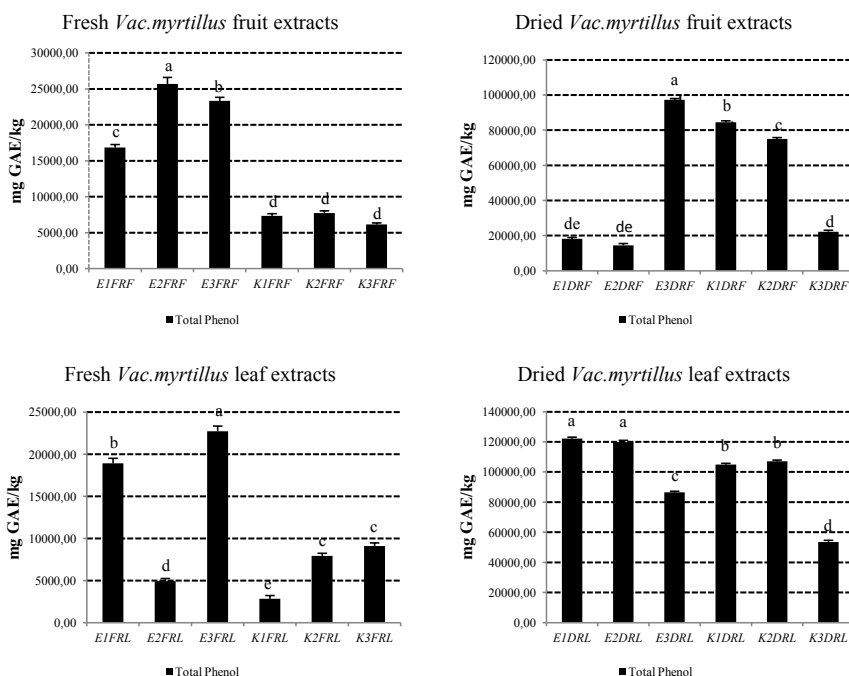 Fresh Vac.myrtillus fruit extracts
mg GAE/kg
30000,00
25000,00
20000,00
15000,00
10000,00
5000,00
0,00
c
a
b
d
d
d
E1FRF E2FRF E3FRF K1FRF K2FRF K3FRF
Total Phenol
Dried Vac.myrtillus fruit extracts
mg GAE/kg
120000,00
100000,00
80000,00
60000,00
40000,00
20000,00
0,00
de
de
a
b
c
d
E1DRF E2DRF E3DRF K1DRF K2DRF K3DRF
Total Phenol
Fresh Vac.myrtillus leaf extracts
mg GAE/kg
25000,00
20000,00
15000,00
10000,00
5000,00
0,00
b
d
a
e
c
c
E1FRL E2FRL E3FRL K1FRL K2FRL K3FRL
Total Phenol
Dried Vac.myrtillus leaf extracts
mg GAE/kg
140000,00
120000,00
100000,00
80000,00
60000,00
40000,00
20000,00
0,00
a
a
c
b
b
d
E1DRL E2DRL E3DRL K1DRL K2DRL K3DRL
Total Phenol